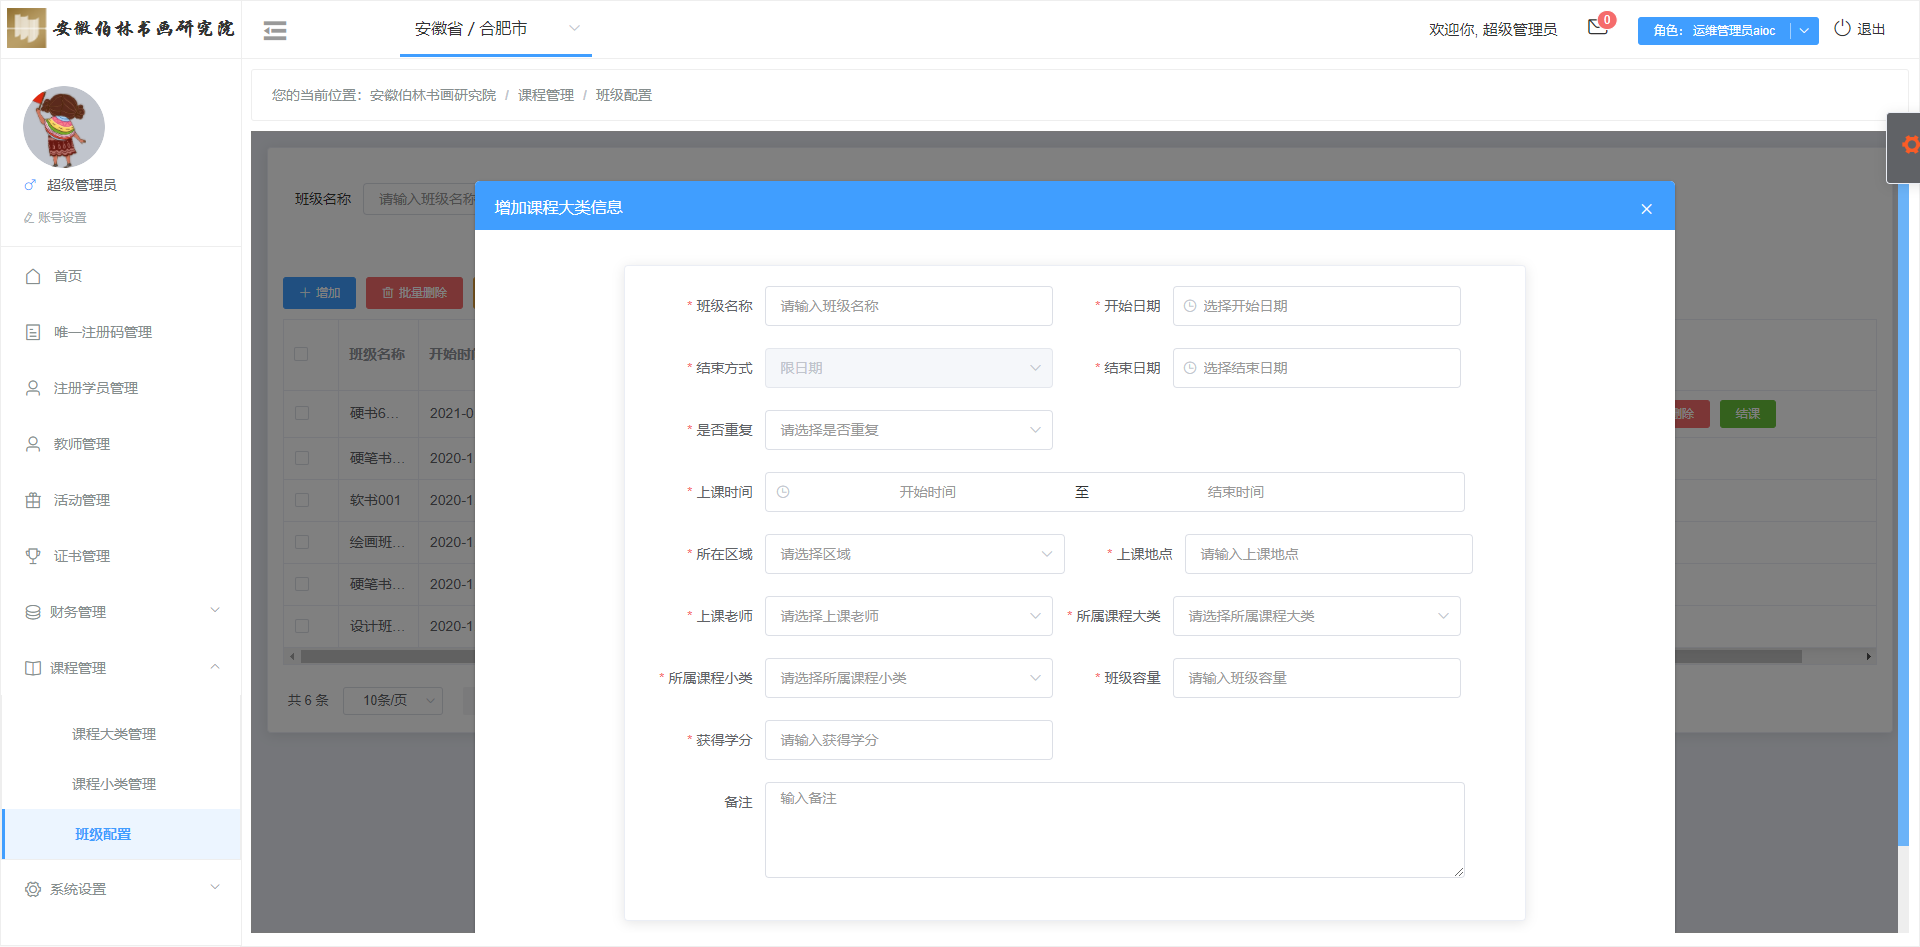 安徽伯林书画研究院
安徽省 / 合肥市
欢迎你, 超级管理员
0
角色： 运维管理员aioc
退出
您的当前位置：安徽伯林书画研究院 / 课程管理 / 班级配置
超级管理员
账号设置
首页
唯一注册码管理
注册学员管理
教师管理
活动管理
证书管理
财务管理
课程管理
课程大类管理
课程小类管理
班级配置
系统设置
班级名称 请输入班级名称
增加 批量删除
班级名称 开始时间
硬书6... 2021-0
删除 结课
硬笔书... 2020-1
软书001 2020-1
绘画班... 2020-1
硬笔书... 2020-1
设计班... 2020-1
共 6 条 10条/页
增加课程大类信息
* 班级名称 请输入班级名称 * 开始日期 选择开始日期
* 结束方式 限日期 * 结束日期 选择结束日期
* 是否重复 请选择是否重复
* 上课时间 开始时间 至 结束时间
* 所在区域 请选择区域 * 上课地点 请输入上课地点
* 上课老师 请选择上课老师 * 所属课程大类 请选择所属课程大类
* 所属课程小类 请选择所属课程小类 * 班级容量 请输入班级容量
* 获得学分 请输入获得学分
备注 输入备注